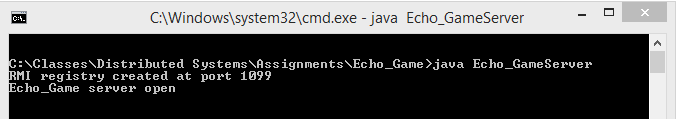 C:\Windows\system32\cmd.exe - java  Echo_GameServer
C:\Classes\Distributed Systems\Assignments\Echo_Game>java Echo_GameServer
RMI registry created at port 1099
Echo_Game server open